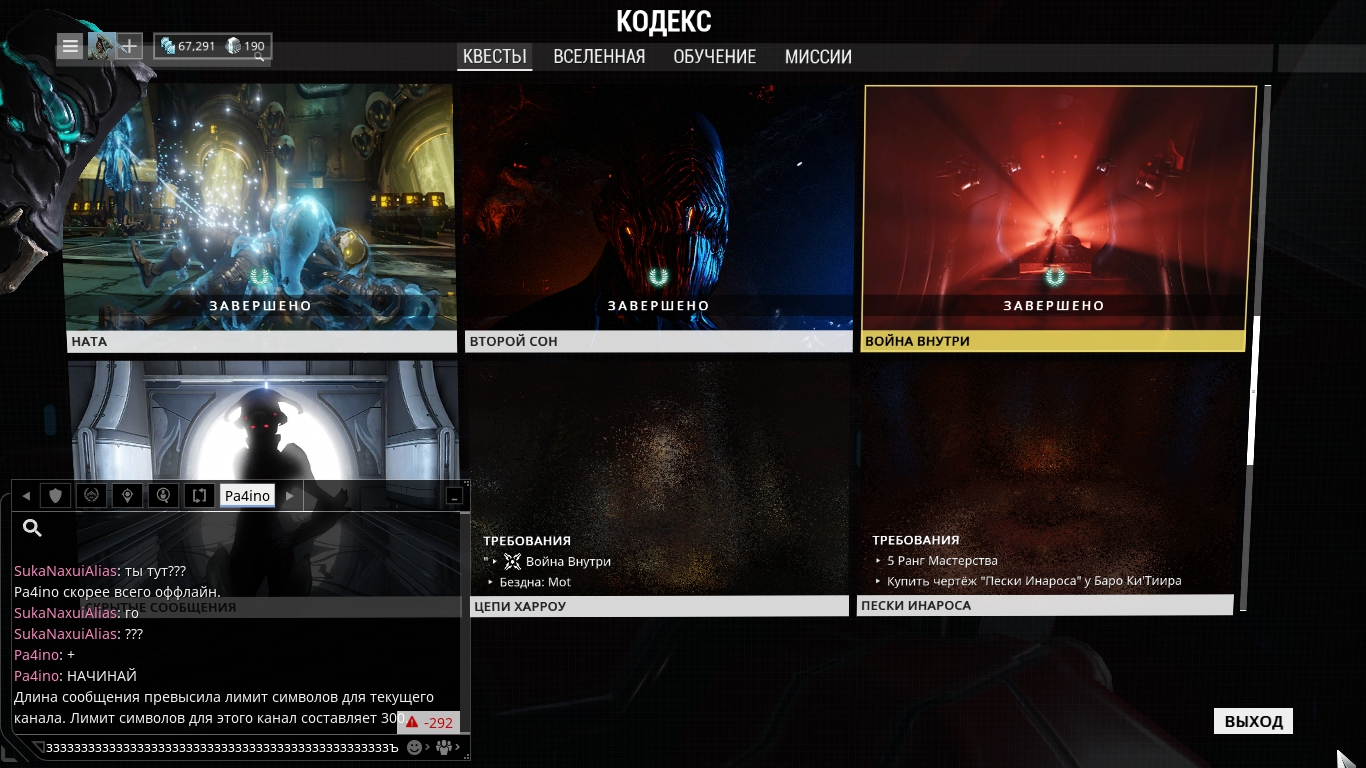 КОДЕКС
67,291 190
КВЕСТЫ ВСЕЛЕННАЯ ОБУЧЕНИЕ МИССИИ
ЗАВЕРШЕНО
НАТА
ЗАВЕРШЕНО
ВТОРОЙ СОН
ЗАВЕРШЕНО
ВОЙНА ВНУТРИ
СКРЫТЫЕ СООБЩЕНИЯ
ТРЕБОВАНИЯ
" Война Внутри
Бездна: Mot
ЦЕПИ ХАРРОУ
ТРЕБОВАНИЯ
5 Ранг Мастерства
Купить чертёж "Пески Инароса" у Баро Ки'Тиира
ПЕСКИ ИНАРОСА
Pa4ino
SukaNaxuiAlias: ты тут???
Pa4ino скорее всего оффлайн.
SukaNaxuiAlias: го
SukaNaxuiAlias: ???
Pa4ino: +
Pa4ino: НАЧИНАЙ
Длина сообщения превысила лимит символов для текущего
канала. Лимит символов для этого канал составляет 300
-292
ВЫХОД